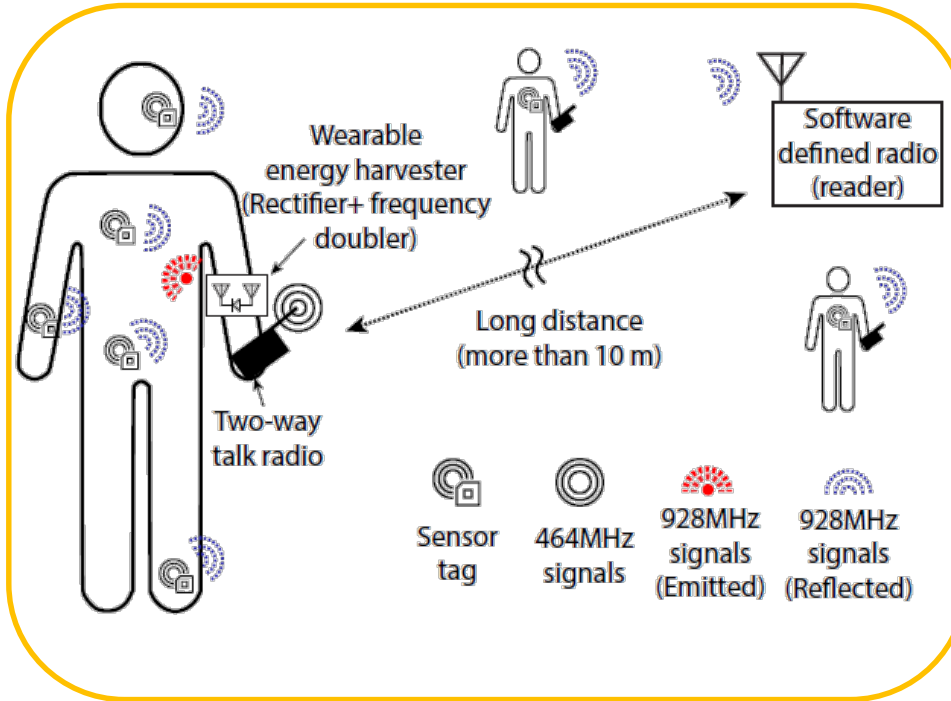 Wearable
energy harvester
(Rectifier+ frequency
doubler)
Software
defined radio
(reader)
Long distance
(more than 10 m)
Two-way
talk radio
Sensor
tag
464MHz
signals
928MHz
signals
(Emitted)
928MHz
signals
(Reflected)